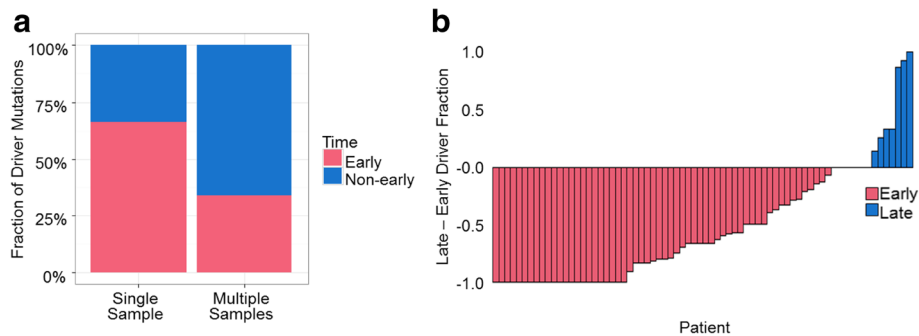 a
Fraction of Driver Mutations
100%
75%
50%
25%
0%
Single
Sample
Multiple
Samples
Time
Early
Non-early
b
Late – Early Driver Fraction
1.0
0.5
-0.0
-0.5
-1.0
Early
Late
Patient